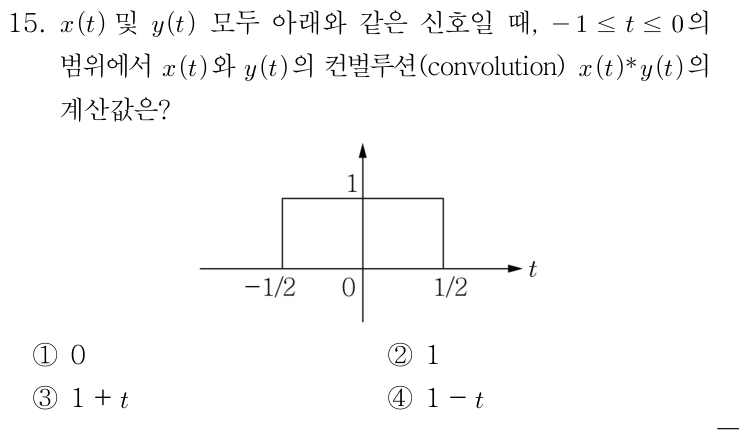 15. x(t) 및 y(t) 모두 아래와 같은 신호일 때, −1 ≤ t ≤ 0의
범위에서 x(t)와 y(t)의 컨벌루션(convolution) x(t)*y(t)의
계산값은?
1
−1/2 0 1/2 t
① 0 ② 1
③ 1 + t ④ 1 − t